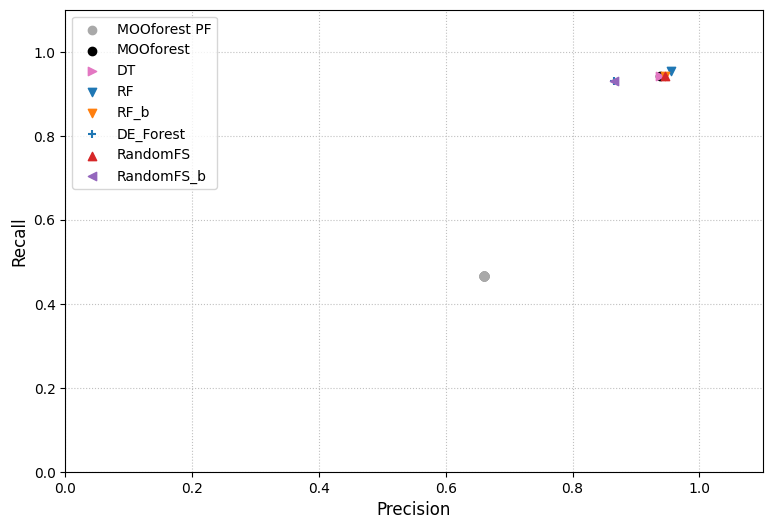 MOOforest PF
MOOforest
DT
RF
RF_b
DE_Forest
RandomFS
RandomFS_b
1.0
0.8
0.6
0.4
0.2
0.0
Recall
0.0 0.2 0.4 0.6 0.8 1.0
Precision